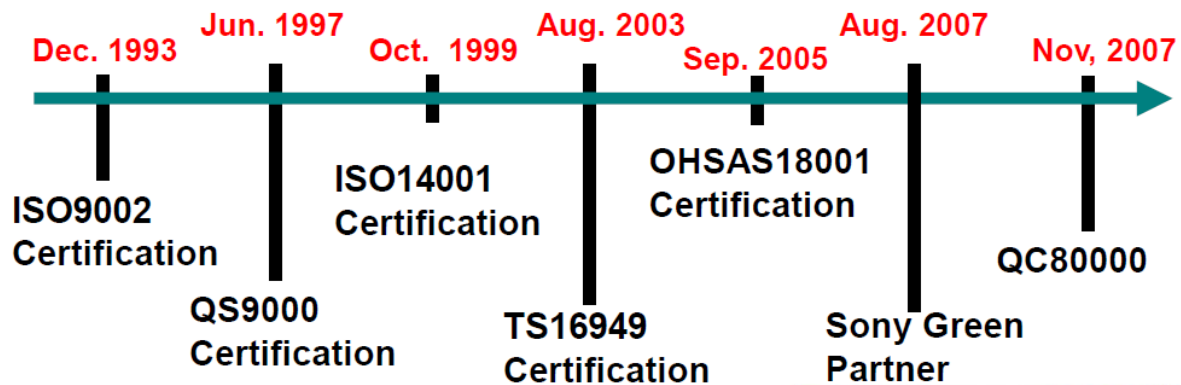 Dec. 1993
Jun. 1997
Oct. 1999
Aug. 2003
Sep. 2005
Aug. 2007
Nov, 2007
ISO9002
Certification
QS9000
Certification
ISO14001
Certification
TS16949
Certification
OHSAS18001
Certification
Sony Green
Partner
QC80000